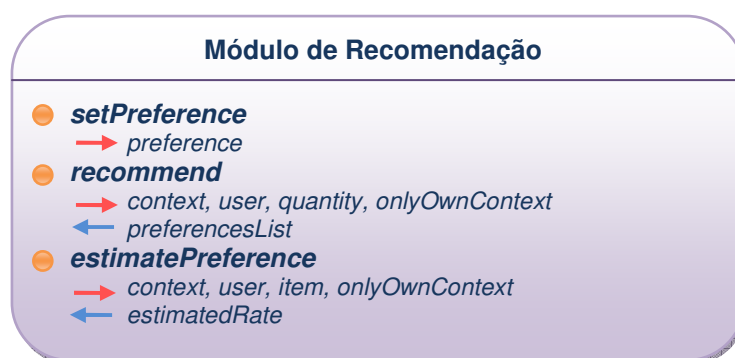 Módulo de Recomendação
setPreference
preference
recommend
context, user, quantity, onlyOwnContext
preferencesList
estimatePreference
context, user, item, onlyOwnContext
estimatedRate